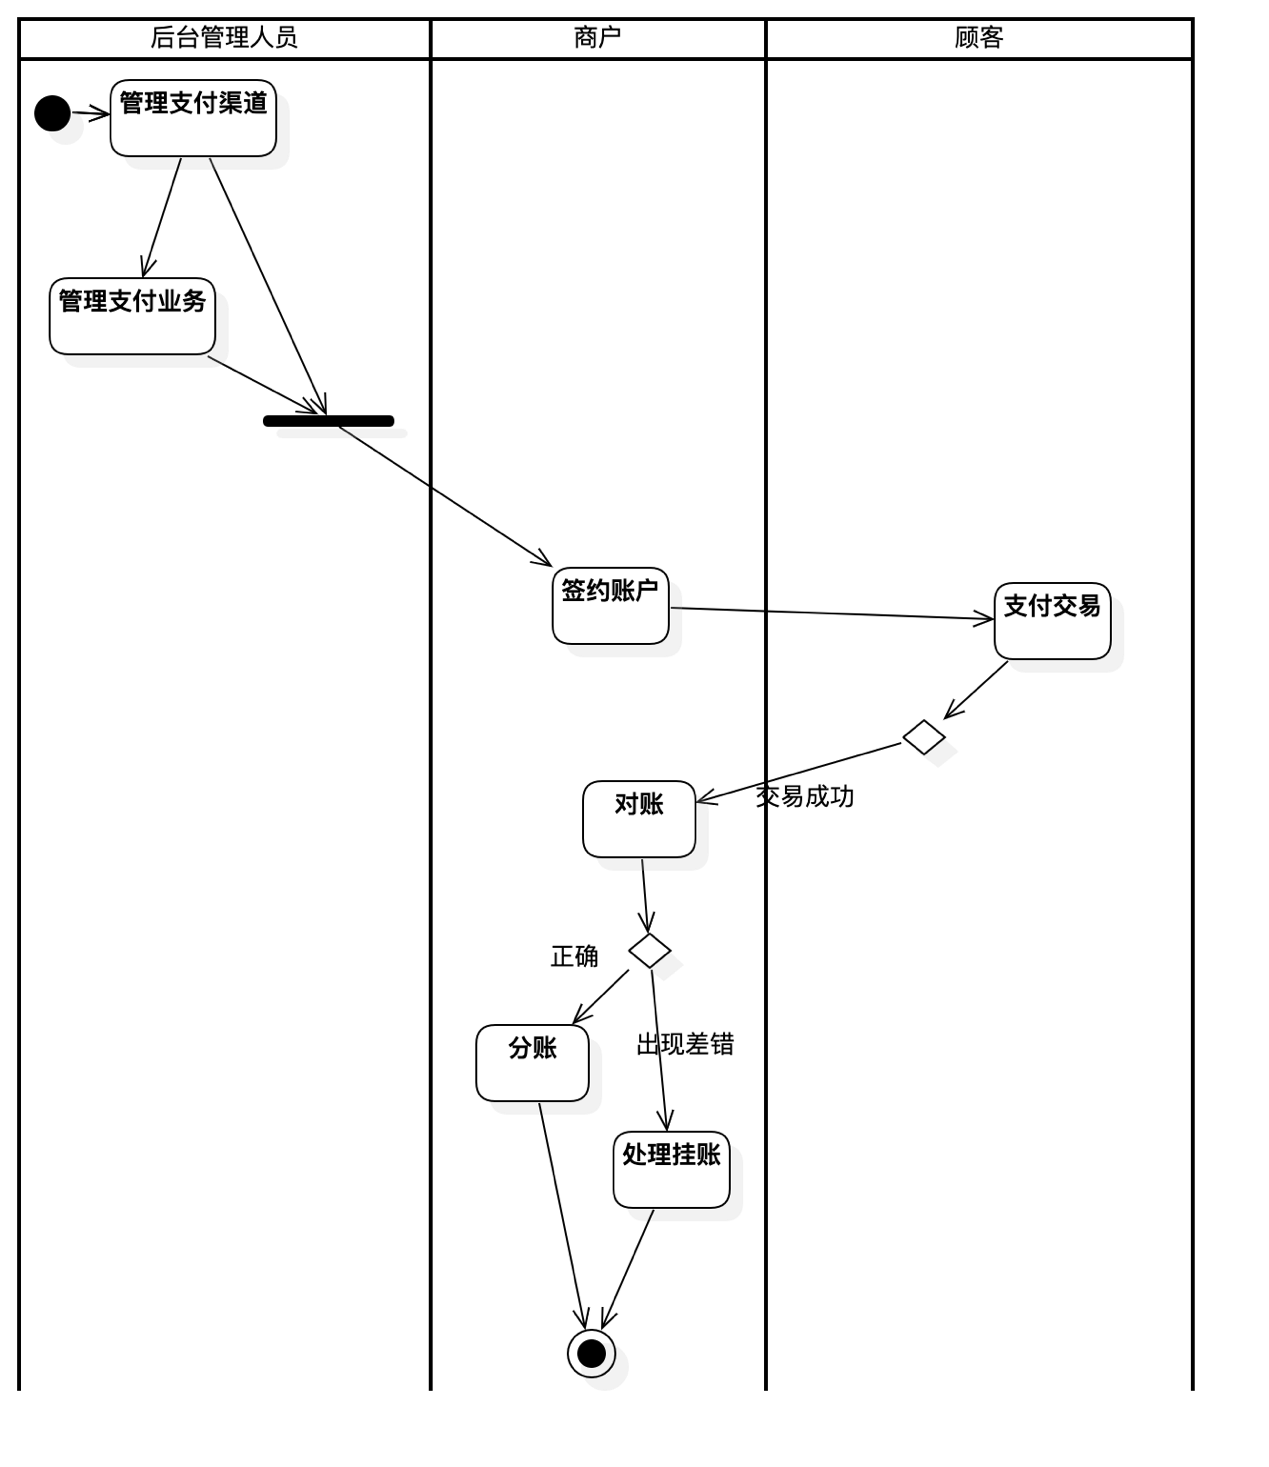 后台管理人员
商户
顾客
管理支付渠道
管理支付业务
签约账户
支付交易
交易成功
对账
正确
出现差错
分账
处理挂账